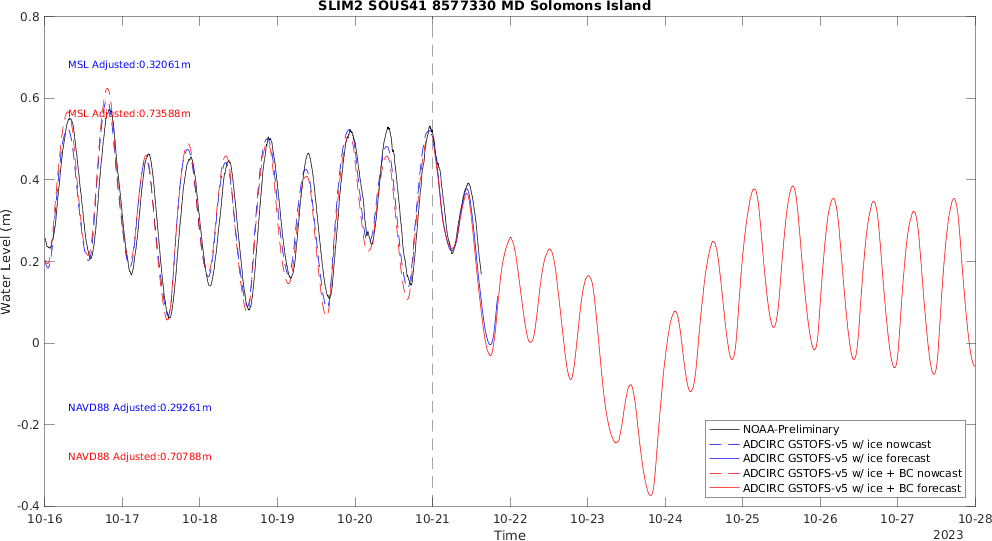 SLIM2 SOUS41 8577330 MD Solomons Island
0.8
0.6
0.4
0.2
0
-0.2
-0.4
Water Level (m)
MSL Adjusted:0.32061m
MSL Adjusted:0.73588m
NAVD88 Adjusted:0.29261m
NAVD88 Adjusted:0.70788m
NOAA-Preliminary
ADCIRC GSTOFS-v5 w/ ice nowcast
ADCIRC GSTOFS-v5 w/ ice forecast
ADCIRC GSTOFS-v5 w/ ice + BC nowcast
ADCIRC GSTOFS-v5 w/ ice + BC forecast
10-16 10-17 10-18 10-19 10-20 10-21 10-22 10-23 10-24 10-25 10-26 10-27 10-28
Time
2023